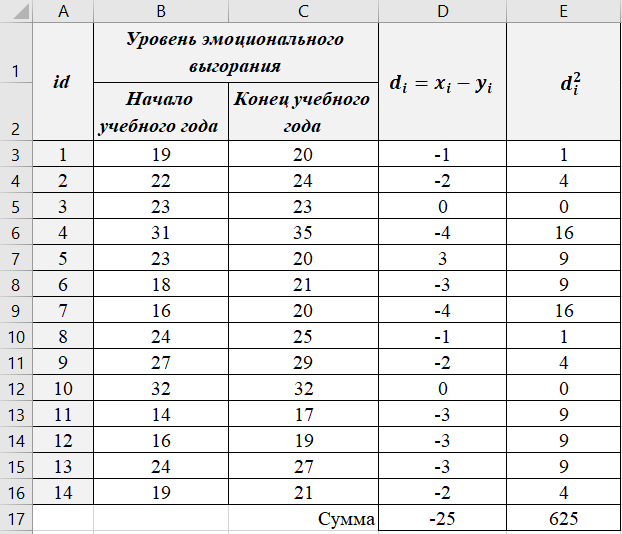 A B C D E
1 id Уровень эмоционального
выгорания dᵢ = xᵢ − yᵢ dᵢ²
2 Начало
учебного года Конец учебного
года
3 1 19 20 -1 1
4 2 22 24 -2 4
5 3 23 23 0 0
6 4 31 35 -4 16
7 5 23 20 3 9
8 6 18 21 -3 9
9 7 16 20 -4 16
10 8 24 25 -1 1
11 9 27 29 -2 4
12 10 32 32 0 0
13 11 14 17 -3 9
14 12 16 19 -3 9
15 13 24 27 -3 9
16 14 19 21 -2 4
17 Сумма -25 625